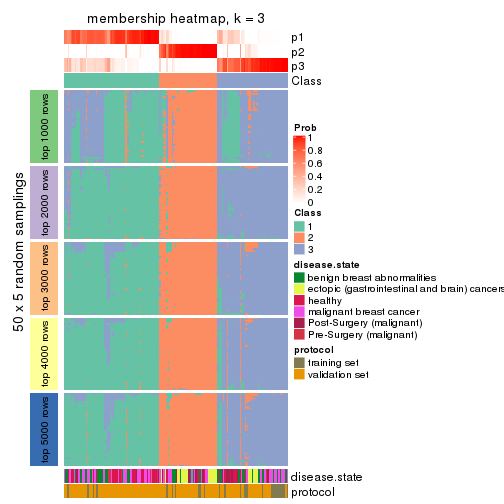 membership heatmap, k = 3
p1
p2
p3
Class
50 x 5 random samplings
top 1000 rows
top 2000 rows
top 3000 rows
top 4000 rows
top 5000 rows
Prob
1
0.8
0.6
0.4
0.2
0
Class
1
2
3
disease.state
benign breast abnormalities
ectopic (gastrointestinal and brain) cancers
healthy
malignant breast cancer
Post-Surgery (malignant)
Pre-Surgery (malignant)
protocol
training set
validation set
disease.state
protocol